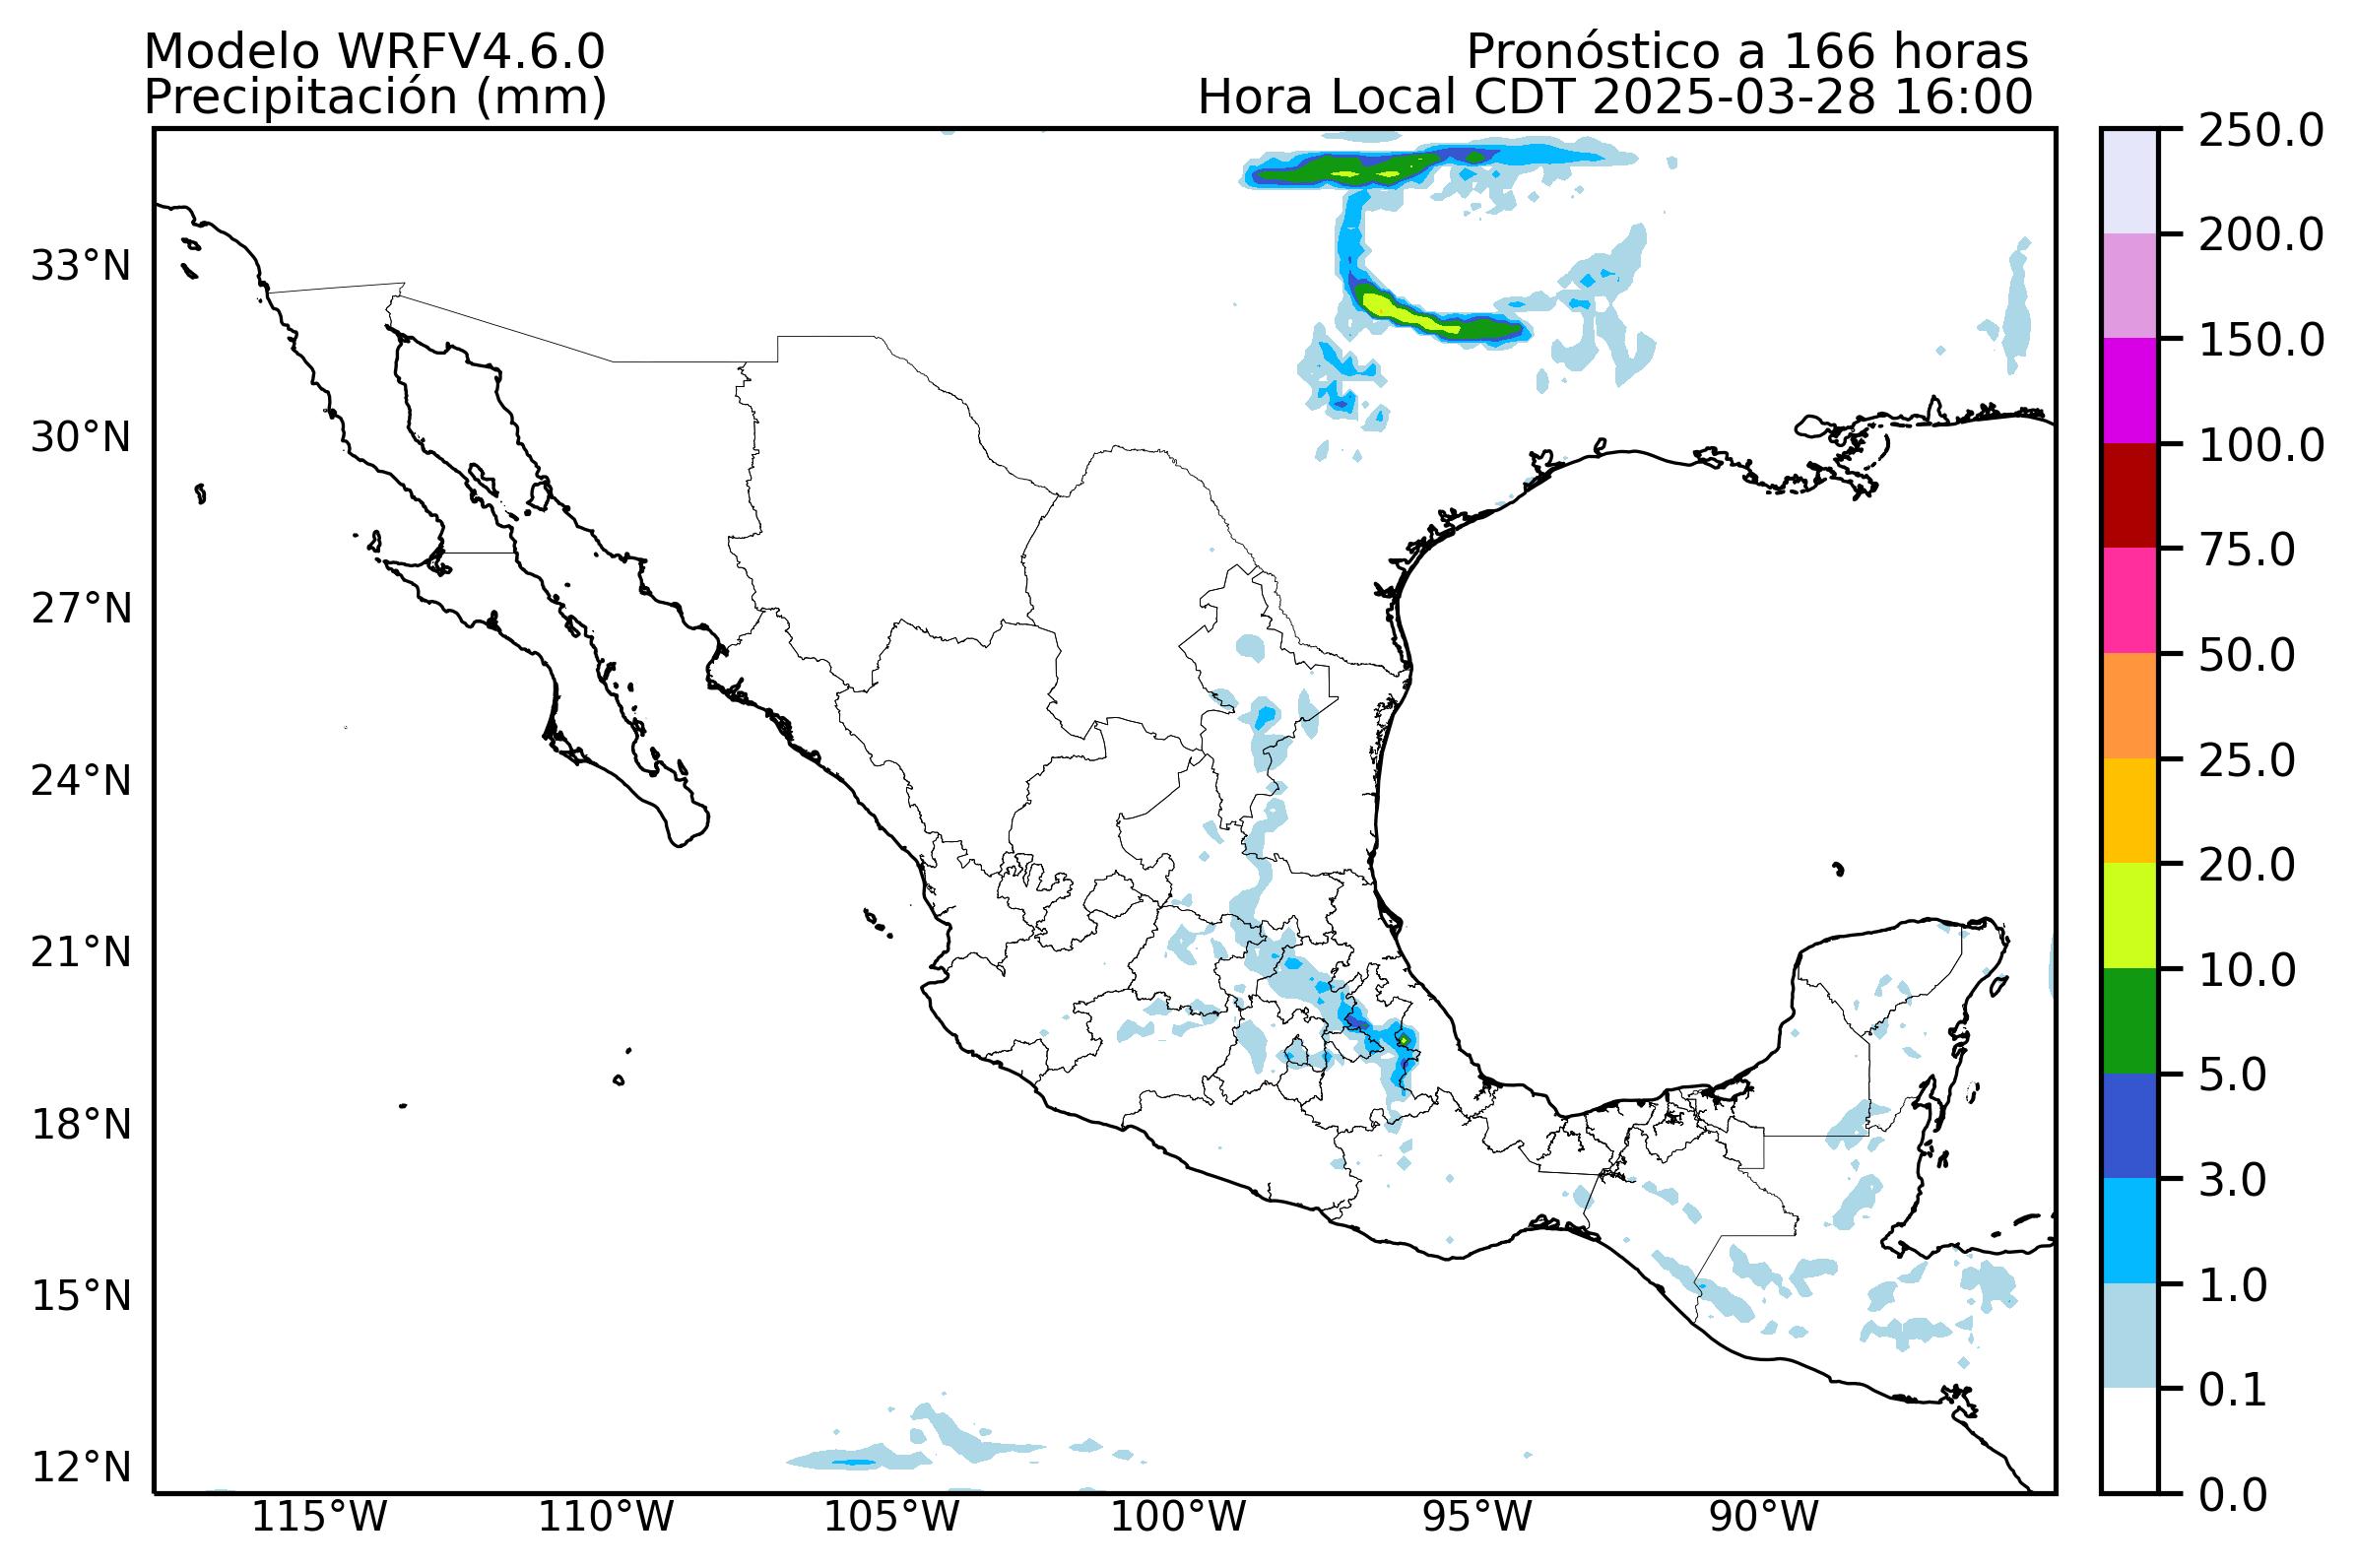 Modelo WRFV4.6.0
Precipitación (mm)
Pronóstico a 166 horas
Hora Local CDT 2025-03-28 16:00
33°N
30°N
27°N
24°N
21°N
18°N
15°N
12°N
115°W
110°W
105°W
100°W
95°W
90°W
250.0
200.0
150.0
100.0
75.0
50.0
25.0
20.0
10.0
5.0
3.0
1.0
0.1
0.0